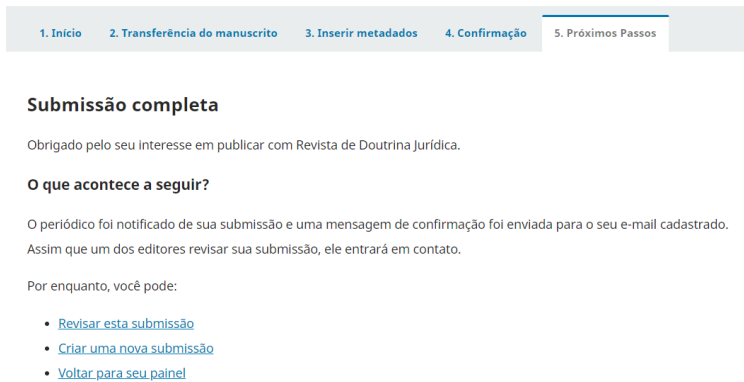 1. Início 2. Transferência do manuscrito 3. Inserir metadados 4. Confirmação 5. Próximos Passos
Submissão completa
Obrigado pelo seu interesse em publicar com Revista de Doutrina Jurídica.
O que acontece a seguir?
O periódico foi notificado de sua submissão e uma mensagem de confirmação foi enviada para o seu e-mail cadastrado.
Assim que um dos editores revisar sua submissão, ele entrará em contato.
Por enquanto, você pode:
• Revisar esta submissão
• Criar uma nova submissão
• Voltar para seu painel